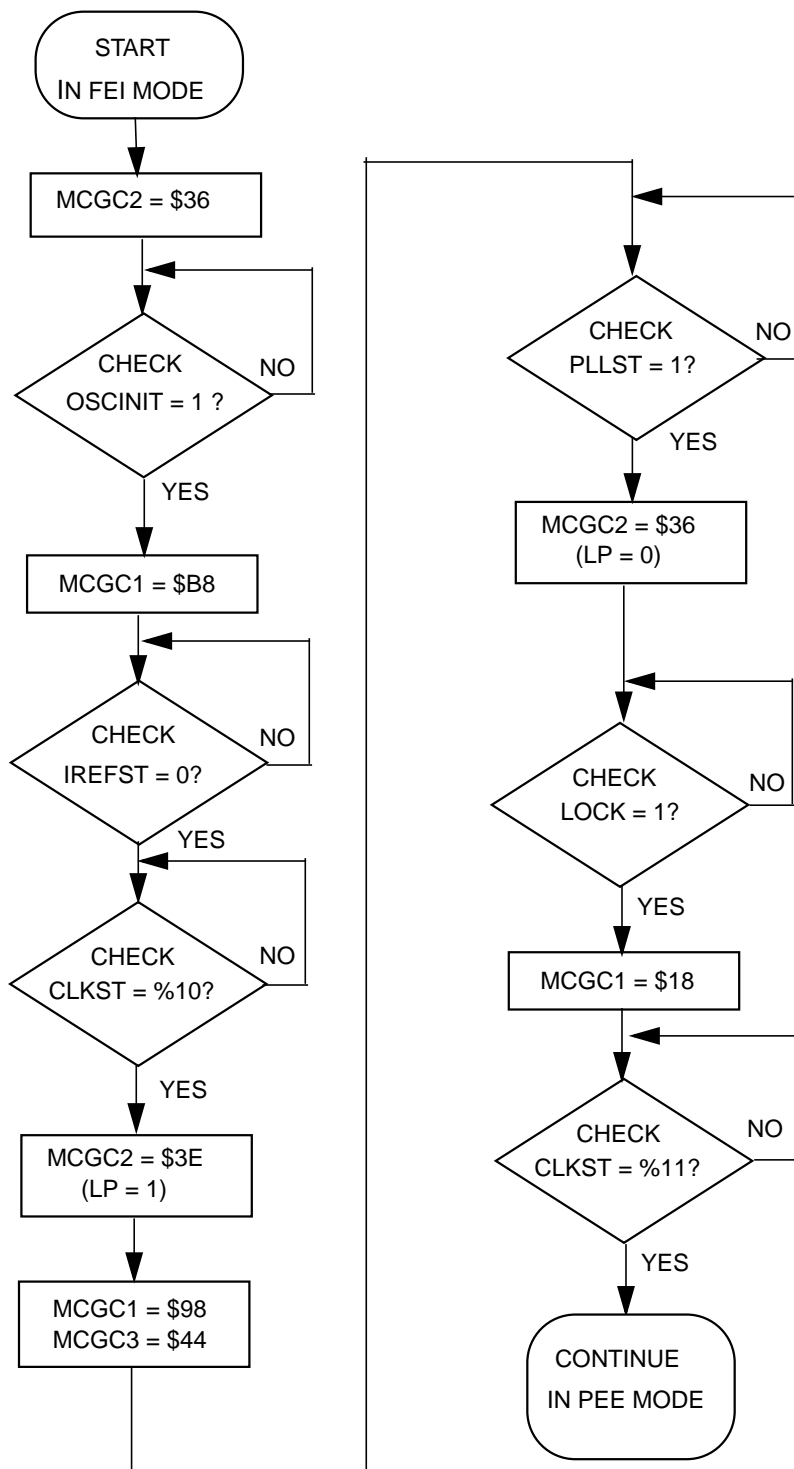 START
IN FEI MODE
MCGC2 = $36
CHECK
OSCINIT = 1 ?
NO
YES
MCGC1 = $B8
CHECK
IREFST = 0?
NO
YES
CHECK
CLKST = %10?
NO
YES
MCGC2 = $3E
(LP = 1)
MCGC1 = $98
MCGC3 = $44
CHECK
PLLST = 1?
NO
YES
MCGC2 = $36
(LP = 0)
CHECK
LOCK = 1?
NO
YES
MCGC1 = $18
CHECK
CLKST = %11?
NO
YES
CONTINUE
IN PEE MODE